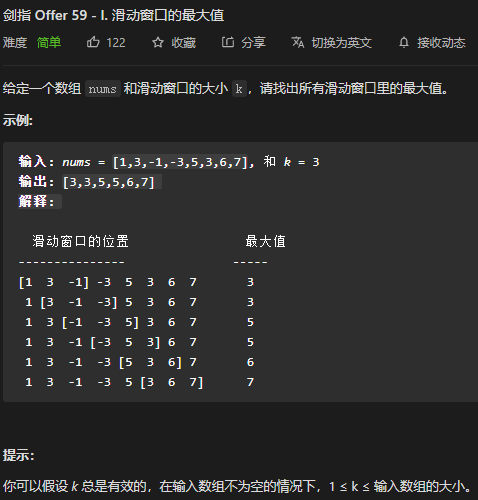 剑指 Offer 59 - I. 滑动窗口的最大值
难度 简单 122 收藏 分享 切换为英文 接收动态
给定一个数组 nums 和滑动窗口的大小 k，请找出所有滑动窗口里的最大值。
示例:
输入: nums = [1,3,-1,-3,5,3,6,7], 和 k = 3
输出: [3,3,5,5,6,7]
解释:
滑动窗口的位置 最大值
--------------- -----
[1 3 -1] -3 5 3 6 7 3
1 [3 -1 -3] 5 3 6 7 3
1 3 [-1 -3 5] 3 6 7 5
1 3 -1 [-3 5 3] 6 7 5
1 3 -1 -3 [5 3 6] 7 6
1 3 -1 -3 5 [3 6 7] 7
提示：
你可以假设 k 总是有效的，在输入数组不为空的情况下，1 ≤ k ≤ 输入数组的大小。